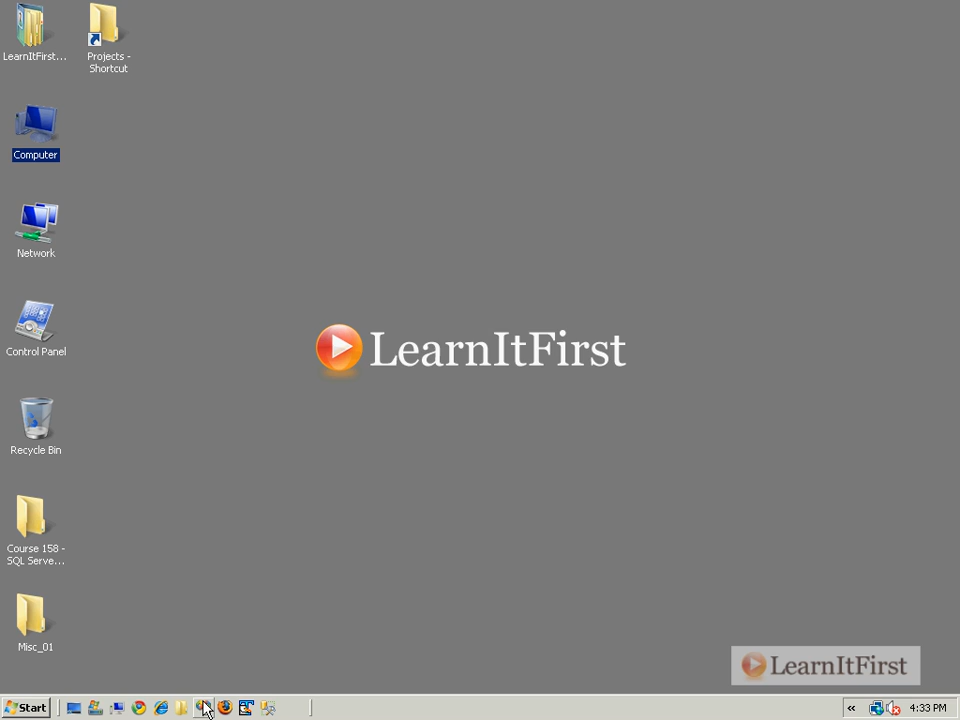 LearnItFirst...
Projects -
Shortcut
Computer
Network
Control Panel
Recycle Bin
Course 158 -
SQL Serve...
Misc_01
LearnItFirst
LearnItFirst
Start
«
4:33 PM